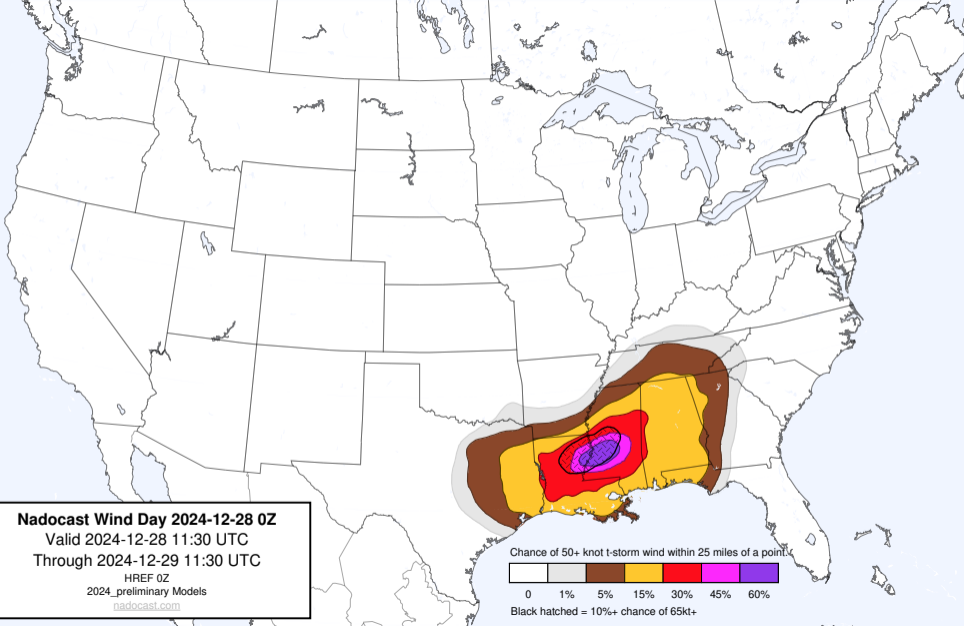 Nadocast Wind Day 2024-12-28 0Z
Valid 2024-12-28 11:30 UTC
Through 2024-12-29 11:30 UTC
HREF 0Z
2024_preliminary Models
nadocast.com
Chance of 50+ knot t-storm wind within 25 miles of a point.
0 1% 5% 15% 30% 45% 60%
Black hatched = 10%+ chance of 65kt+